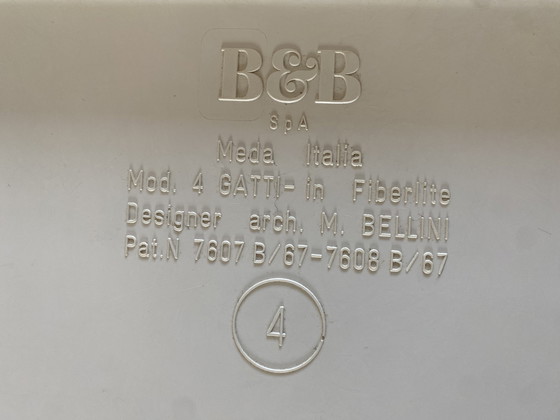 B&B
SpA
Meda Italia
Mod. 4 GATTI- in Fiberlite
Designer arch. M. BELLINI
Pat.N 7607 B/67-7608 B/67
4